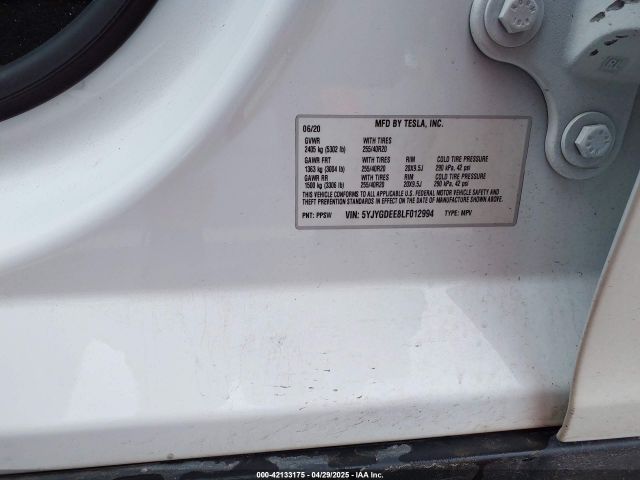 06/20 MFD BY TESLA, INC.
GVWR WITH TIRES
2405 kg (5302 lb) 255/40R20
GAWR FRT WITH TIRES RIM COLD TIRE PRESSURE
1363 kg (3004 lb) 255/40R20 20X9.5J 290 kPa, 42 psi
GAWR RR WITH TIRES RIM COLD TIRE PRESSURE
1500 kg (3306 lb) 255/40R20 20X9.5J 290 kPa, 42 psi
THIS VEHICLE CONFORMS TO ALL APPLICABLE U.S. FEDERAL MOTOR VEHICLE SAFETY AND
THEFT PREVENTION STANDARDS IN EFFECT ON THE DATE OF MANUFACTURE SHOWN ABOVE.
PNT: PPSW VIN: 5YJYGDEE8LF012994 TYPE: MPV
000-42133175 - 04/29/2025 - IAA Inc.